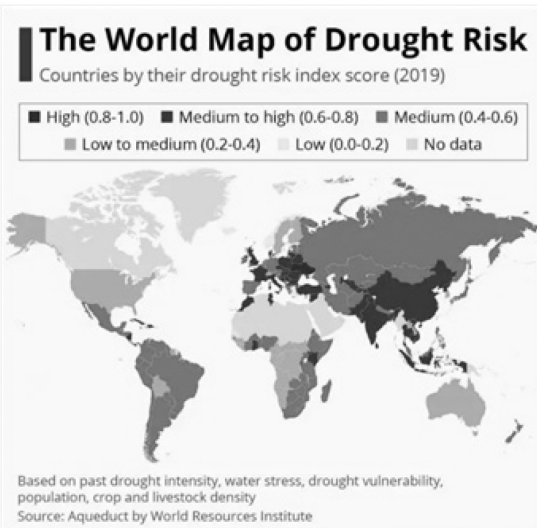 The World Map of Drought Risk
Countries by their drought risk index score (2019)
High (0.8-1.0) Medium to high (0.6-0.8) Medium (0.4-0.6)
Low to medium (0.2-0.4) Low (0.0-0.2) No data
Based on past drought intensity, water stress, drought vulnerability,
population, crop and livestock density
Source: Aqueduct by World Resources Institute